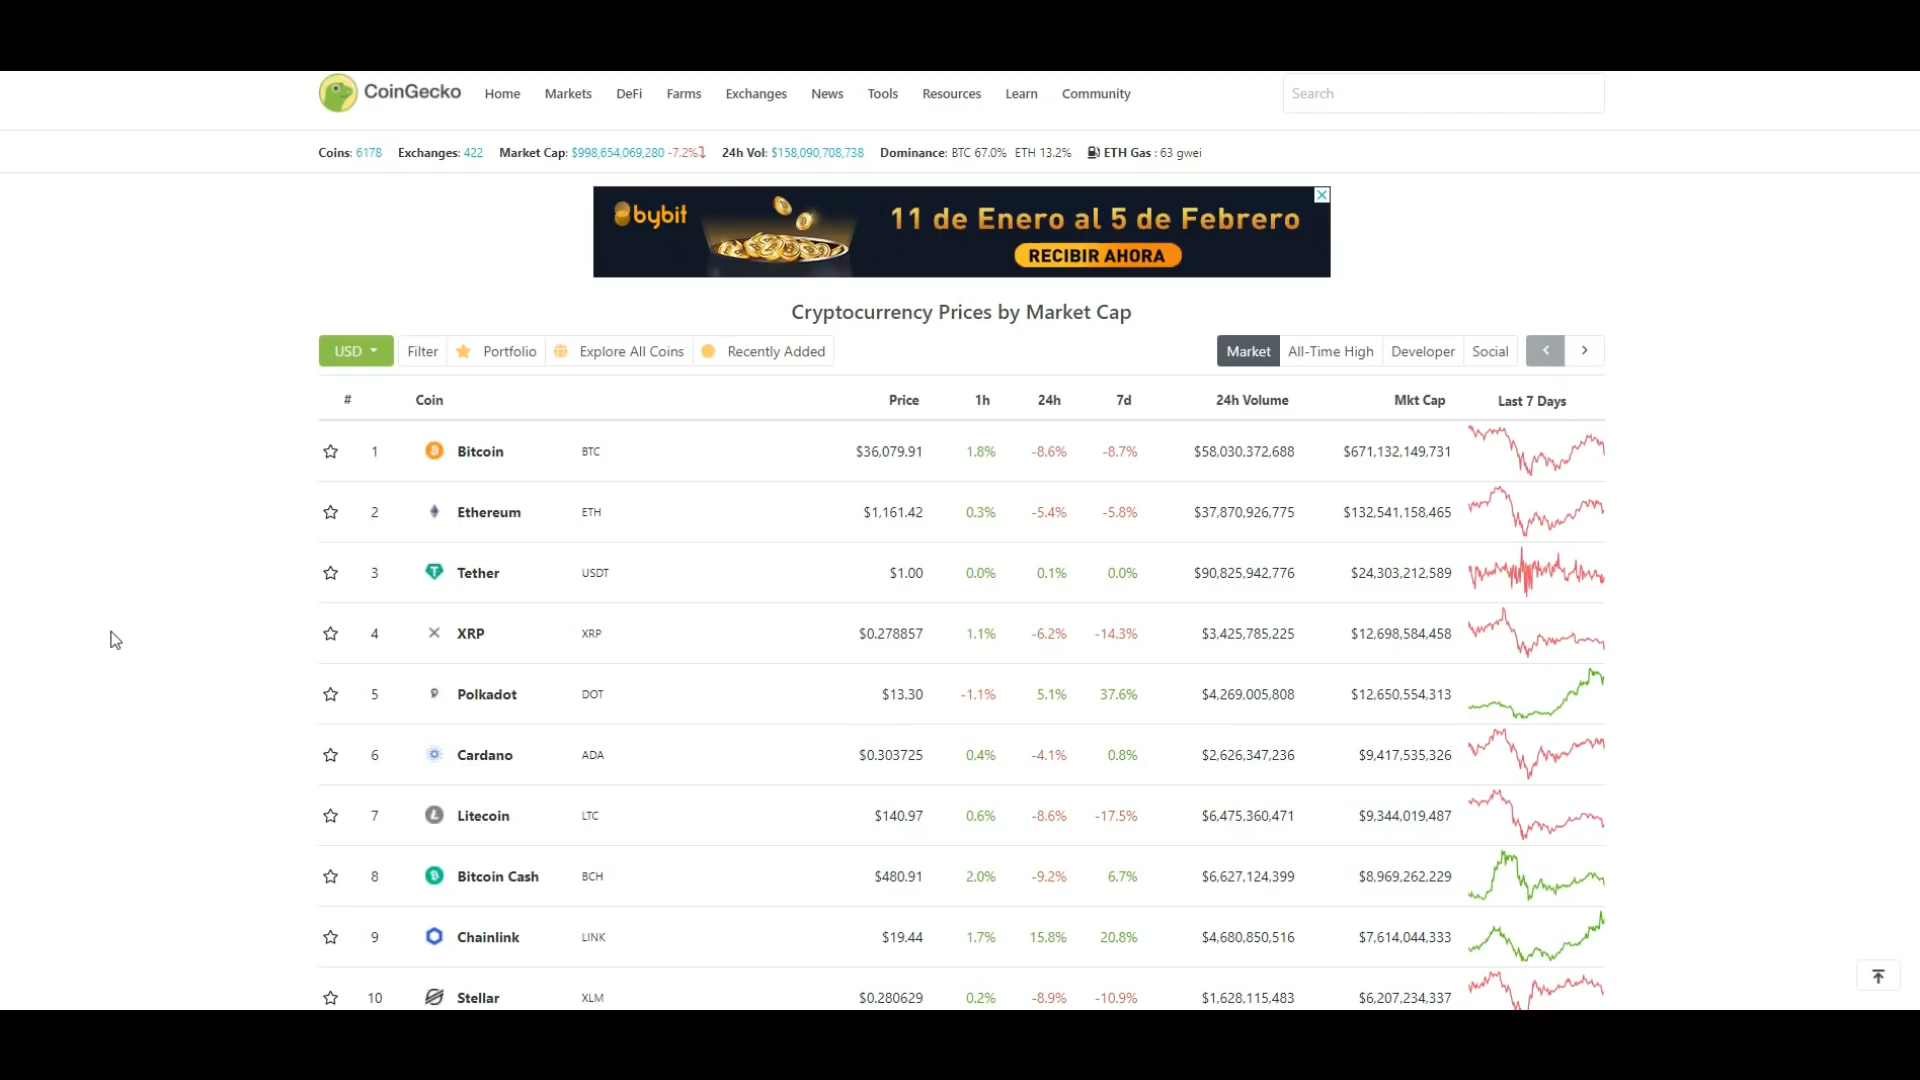 CoinGecko Home Markets DeFi Farms Exchanges News Tools Resources Learn Community Search
Coins: 6178 Exchanges: 422 Market Cap: $998,654,069,280 -7.2% 24h Vol: $158,090,708,738 Dominance: BTC 67.0% ETH 13.2% ETH Gas : 63 gwei
bybit 11 de Enero al 5 de Febrero
RECIBIR AHORA
Cryptocurrency Prices by Market Cap
USD Filter Portfolio Explore All Coins Recently Added Market All-Time High Developer Social
# Coin Price 1h 24h 7d 24h Volume Mkt Cap Last 7 Days
1 Bitcoin BTC $36,079.91 1.8% -8.6% -8.7% $58,030,372,688 $671,132,149,731
2 Ethereum ETH $1,161.42 0.3% -5.4% -5.8% $37,870,926,775 $132,541,158,465
3 Tether USDT $1.00 0.0% 0.1% 0.0% $90,825,942,776 $24,303,212,589
4 XRP XRP $0.278857 1.1% -6.2% -14.3% $3,425,785,225 $12,698,584,458
5 Polkadot DOT $13.30 -1.1% 5.1% 37.6% $4,269,005,808 $12,650,554,313
6 Cardano ADA $0.303725 0.4% -4.1% 0.8% $2,626,347,236 $9,417,535,326
7 Litecoin LTC $140.97 0.6% -8.6% -17.5% $6,475,360,471 $9,344,019,487
8 Bitcoin Cash BCH $480.91 2.0% -9.2% 6.7% $6,627,124,399 $8,969,262,229
9 Chainlink LINK $19.44 1.7% 15.8% 20.8% $4,680,850,516 $7,614,044,333
10 Stellar XLM $0.280629 0.2% -8.9% -10.9% $1,628,115,483 $6,207,234,337